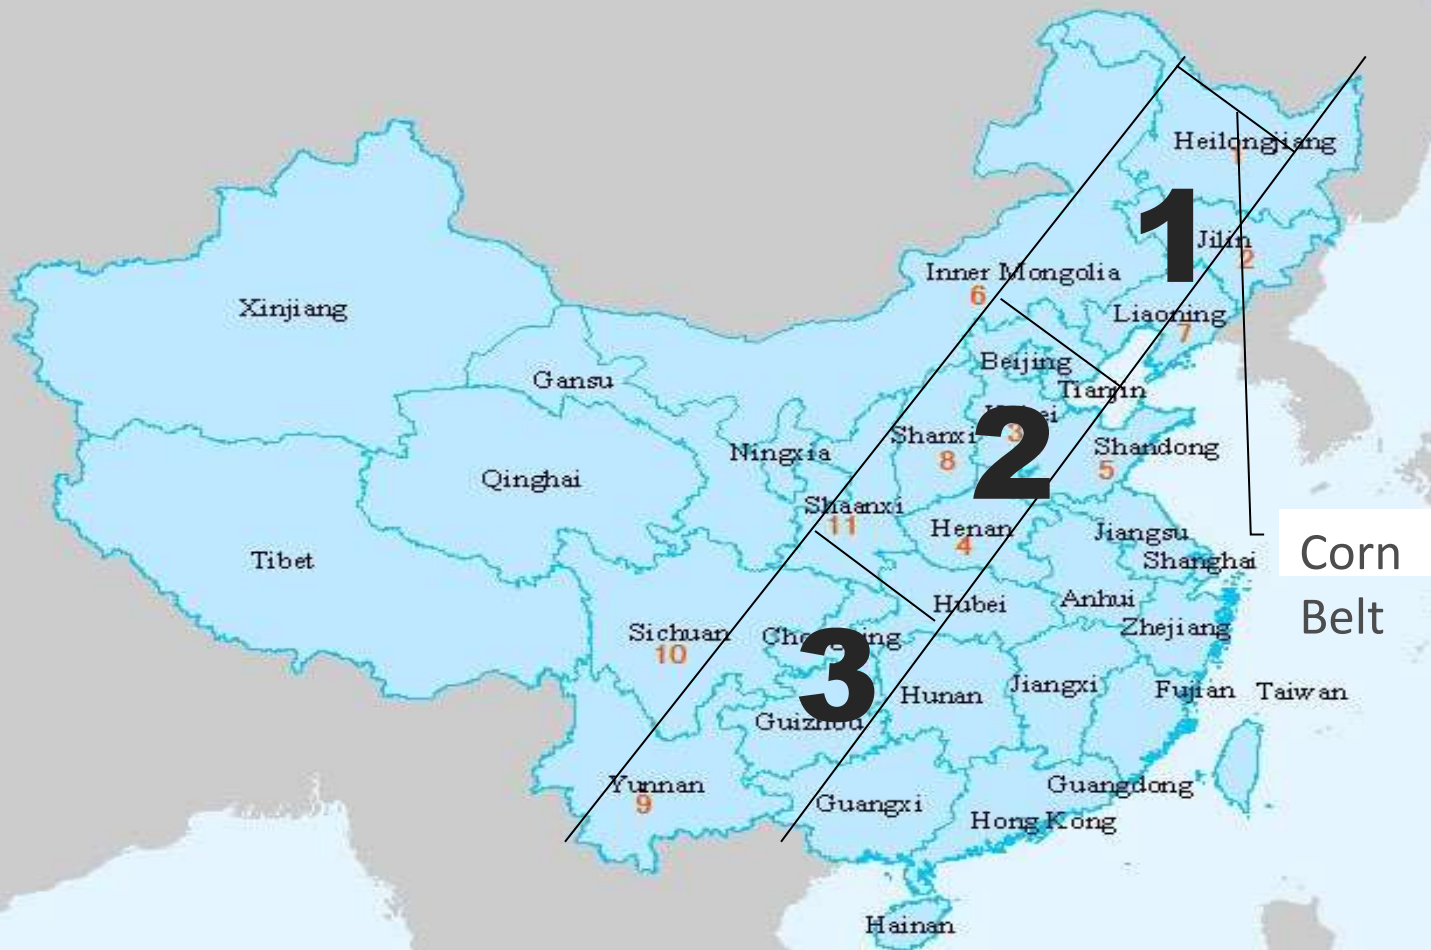 Heilongjiang
1
1
Jilin
2
Inner Mongolia
6
Liaoning
7
Xinjiang
Beijing
Gansu
Tianjin
3
2
Shanxi
8
Shandong
5
Ningxia
Qinghai
Shaanxi
11
Henan
4
Jiangsu
Shanghai
Corn
Belt
Tibet
Hubei
Anhui
Zhejiang
Sichuan
10
3
Hunan
Jiangxi
Fujian
Taiwan
Guizhou
Yunnan
9
Guangxi
Guangdong
Hong Kong
Hainan